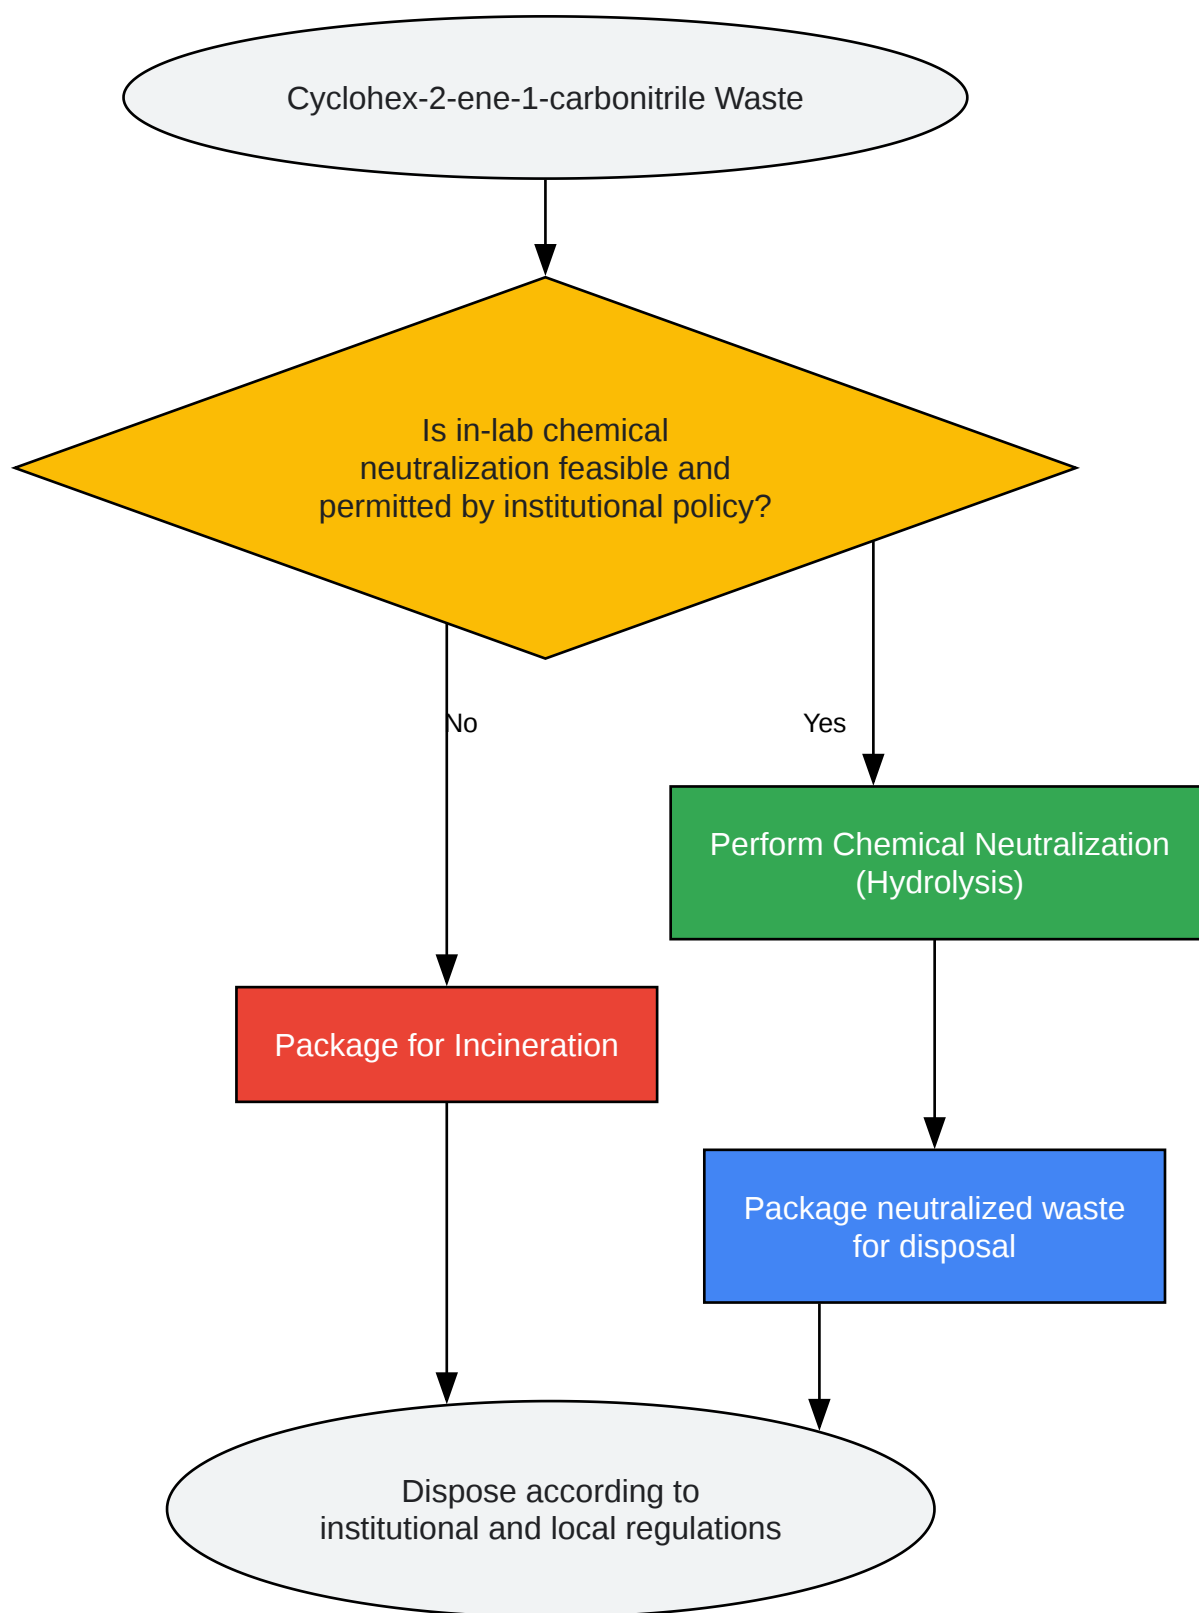 Cyclohex-2-ene-1-carbonitrile Waste
Is in-lab chemical
neutralization feasible and
permitted by institutional policy?
No
Yes
Perform Chemical Neutralization
(Hydrolysis)
Package for Incineration
Package neutralized waste
for disposal
Dispose according to
institutional and local regulations